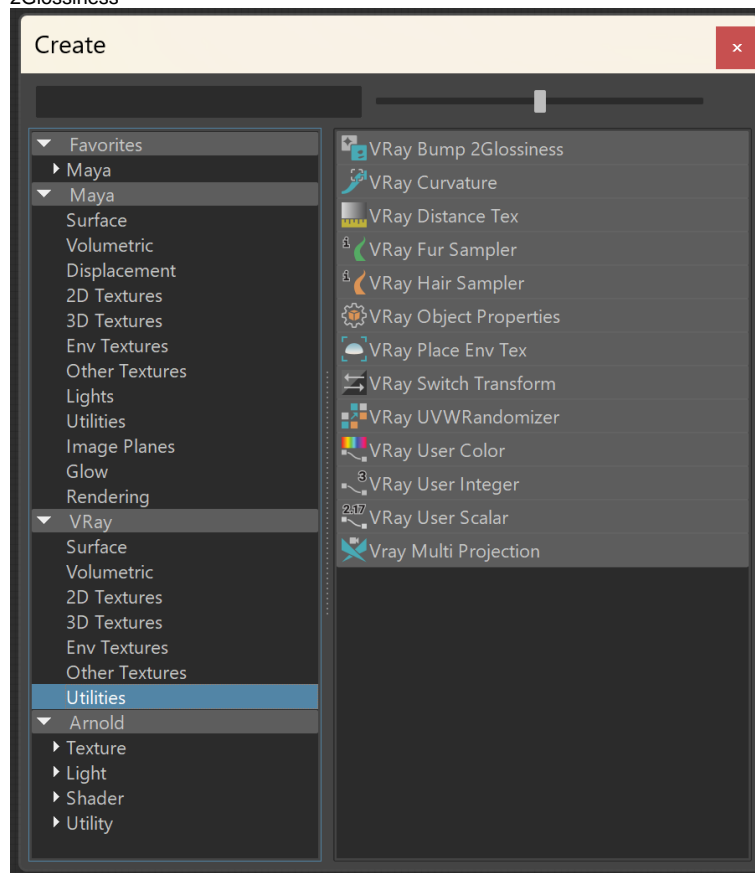 2Glossiness
Create
Favorites
Maya
Maya
Surface
Volumetric
Displacement
2D Textures
3D Textures
Env Textures
Other Textures
Lights
Utilities
Image Planes
Glow
Rendering
VRay
Surface
Volumetric
2D Textures
3D Textures
Env Textures
Other Textures
Utilities
Arnold
Texture
Light
Shader
Utility
VRay Bump 2Glossiness
VRay Curvature
VRay Distance Tex
i VRay Fur Sampler
i VRay Hair Sampler
VRay Object Properties
VRay Place Env Tex
VRay Switch Transform
VRay UVWRandomizer
VRay User Color
3 VRay User Integer
2.17 VRay User Scalar
Vray Multi Projection